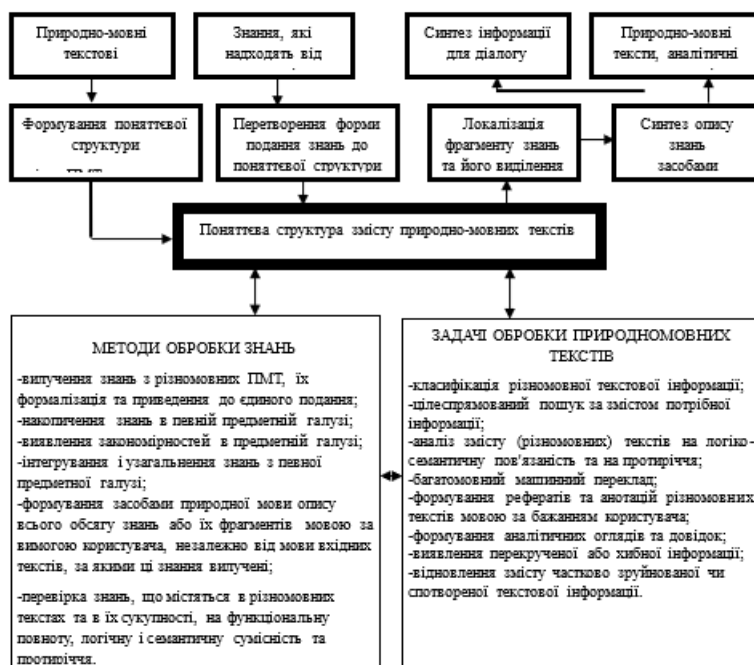 Природно-мовні
текстові
Знання, які
надходять від
Синтез інформації
для діалогу
Природно-мовні
тексти, аналітичні
Формування поняттєвої
структури
ПМТ
Перетворення форми
подання знань до
поняттєвої структури
Локалізація
фрагменту знань
та його виділення
Синтез опису
знань
засобами
Поняттєва структура змісту природно-мовних текстів
МЕТОДИ ОБРОБКИ ЗНАНЬ
-вилучення знань з різномовних ПМТ, їх
формалізація та приведення до єдиного подання;
-накопичення знань в певній предметній галузі;
-виявлення закономірностей в предметній галузі;
-інтегрування і узагальнення знань з певної
предметної галузі;
-формування засобами природної мови опису
всього обсягу знань або їх фрагментів мовою за
вимогою користувача, незалежно від мови вхідних
текстів, за якими ці знання вилучені;
-перевірка знань, що містяться в різномовних
текстах та в їх сукупності, на функціональну
повноту, логічну і семантичну сумісність та
протиріччя.
ЗАДАЧІ ОБРОБКИ ПРИРОДНОМОВНИХ
ТЕКСТІВ
-класифікація різномовної текстової інформації;
-цілеспрямований пошук за змістом потрібної
інформації;
-аналіз змісту (різномовних) текстів на логіко-
семантичну пов'язаність та на протиріччя;
-багатомовний машинний переклад;
-формування рефератів та анотацій різномовних
текстів мовою за бажанням користувача;
-формування аналітичних оглядів та довідок;
-виявлення перекрученої або хибної інформації;
-відновлення змісту частково зруйнованої чи
спотвореної текстової інформації.